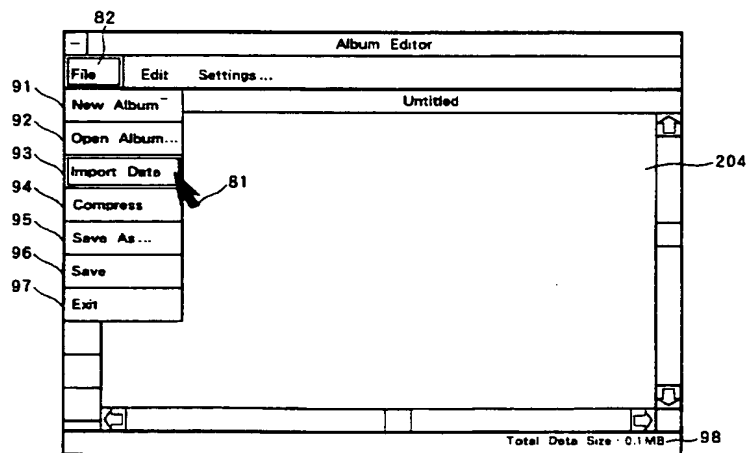 82
Album Editor
File Edit Settings...
91 New Album Untitled
92 Open Album...
93 Import Data
204
94 Compress
81
95 Save As...
96 Save
97 Exit
Total Data Size · 0.1MB 98